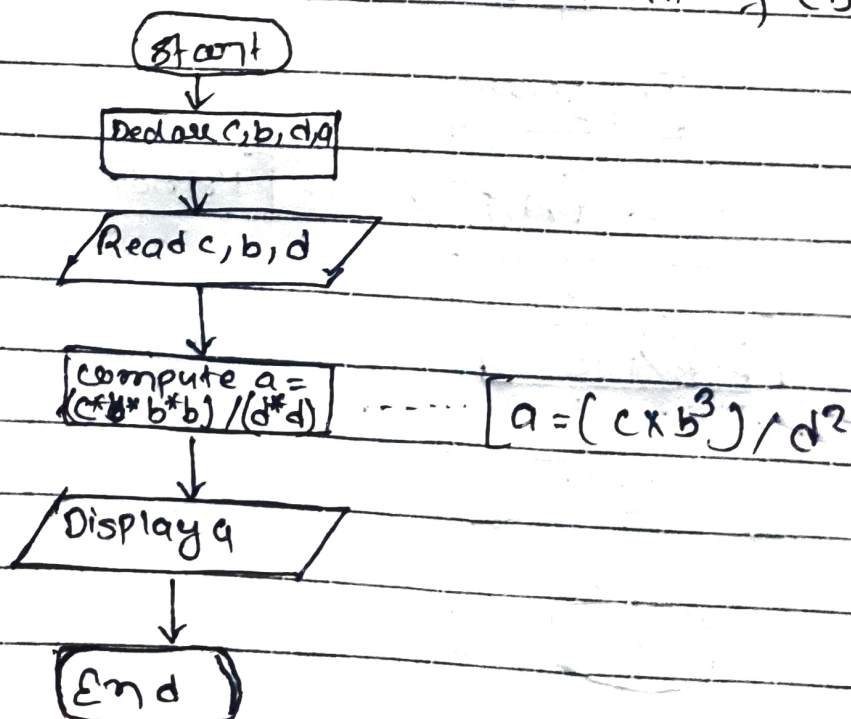 Start
Declare c, b, d, a
Read c, b, d
compute a =
(c*b*b*b)/(d*d)
a = (c x b³) / d²
Display a
End